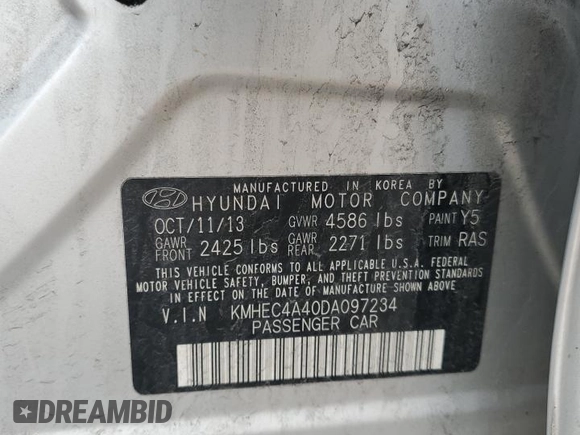 MANUFACTURED IN KOREA BY
HYUNDAI MOTOR COMPANY
OCT/11/13 GVWR 4586 lbs PAINT Y5
GAWR FRONT 2425 lbs GAWR REAR 2271 lbs TRIM RAS
THIS VEHICLE CONFORMS TO ALL APPLICABLE U.S.A. FEDERAL
MOTOR VEHICLE SAFETY, BUMPER, AND THEFT PREVENTION STANDARDS
IN EFFECT ON THE DATE OF MANUFACTURE SHOWN ABOVE.
V.I.N KMHEC4A40DA097234
PASSENGER CAR
DREAMBID